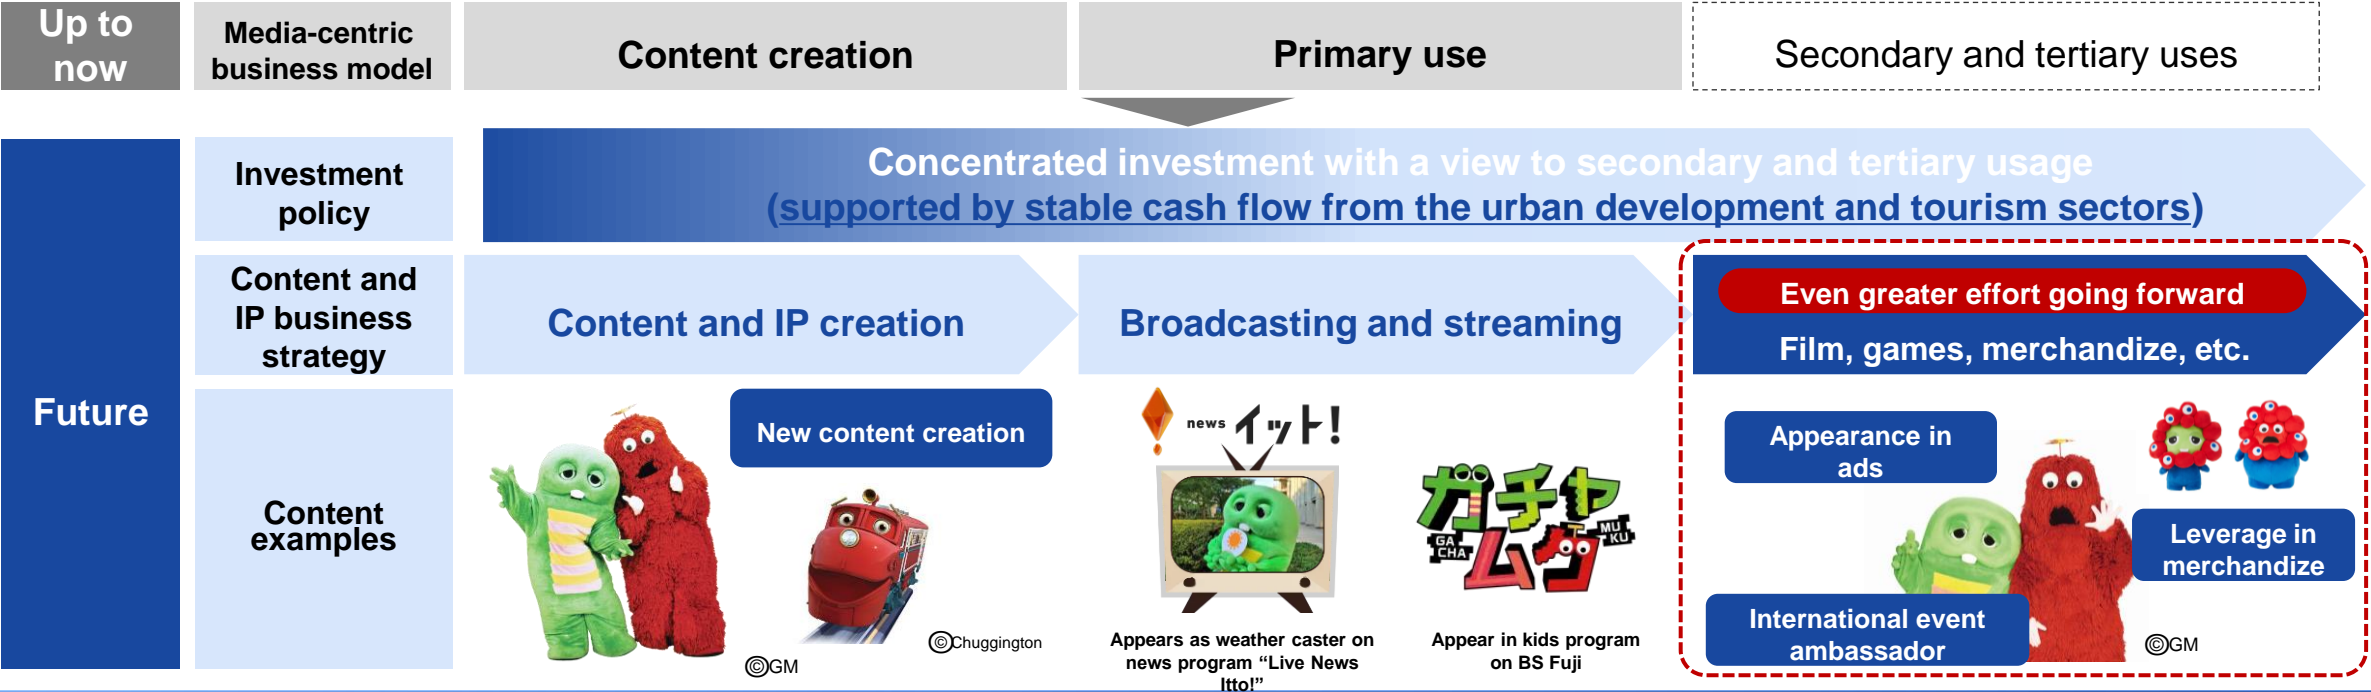 Up to
now
Media-centric
business model
Content creation
Primary use
Secondary and tertiary uses
Future
Investment
policy
Concentrated investment with a view to secondary and tertiary usage
(supported by stable cash flow from the urban development and tourism sectors)
Content and
IP business
strategy
Content and IP creation
Broadcasting and streaming
Even greater effort going forward
Film, games, merchandize, etc.
Content
examples
New content creation
©Chuggington
©GM
news イット!
Appears as weather caster on
news program “Live News
Itto!”
ガチャ
GA
CHA
ムク
MU
KU
Appear in kids program
on BS Fuji
Appearance in
ads
Leverage in
merchandize
International event
ambassador
©GM